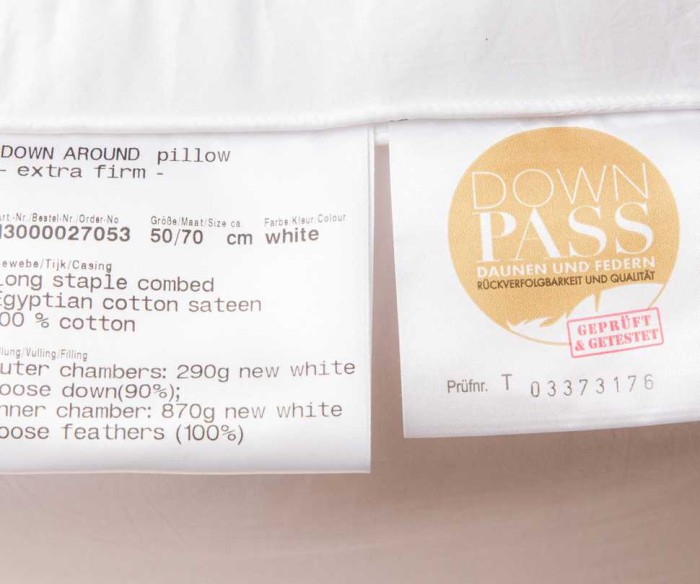 DOWN AROUND pillow
- extra firm -
Art.-Nr./Bestel-Nr./Order-No Größe/Maat/Size ca. Farbe/Kleur/Colour
3000027053 50/70 cm white
ewebe/Tijk/Casing
ong staple combed
gyptian cotton sateen
00 % cotton
llung/Vulling/Filling
uter chambers: 290g new white
oose down(90%);
nner chamber: 870g new white
oose feathers (100%)
DOWN
PASS
DAUNEN UND FEDERN
RÜCKVERFOLGBARKEIT UND QUALITÄT
GEPRÜFT
& GETESTET
Prüfnr. T 03373176